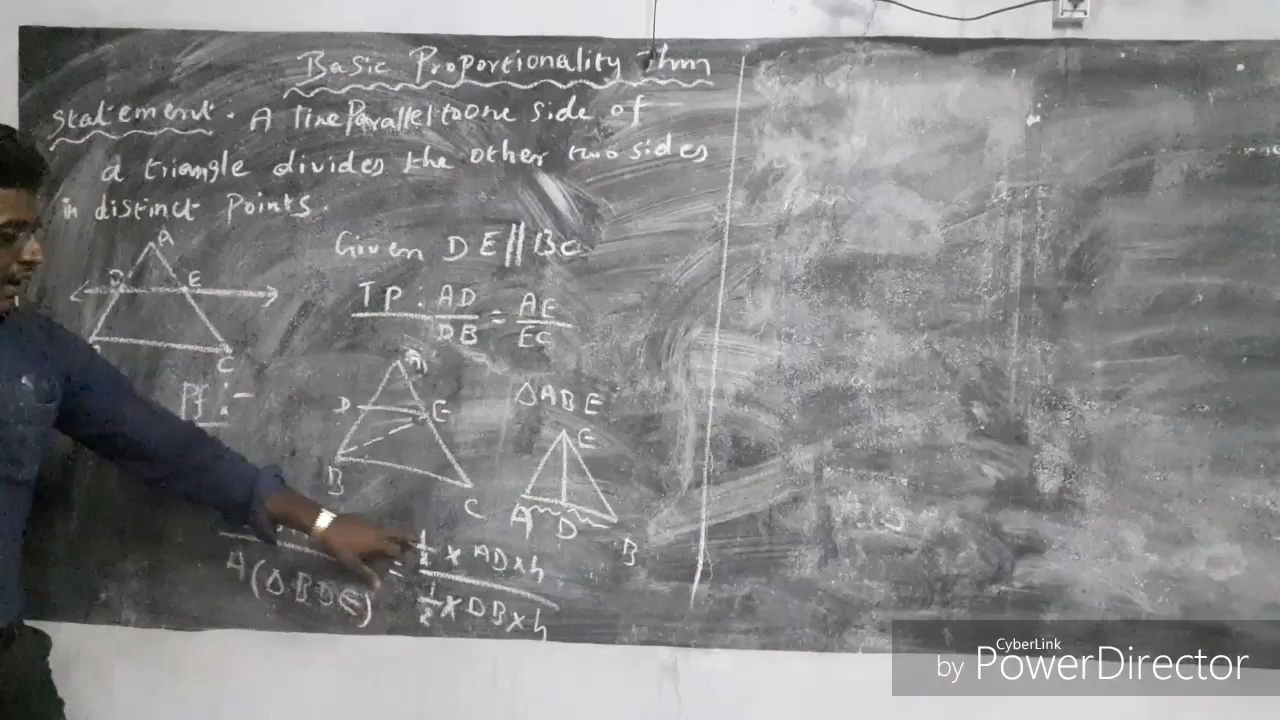 Basic Proportionality Thm
Statement. A line Parallel to one side of
a triangle divides the other two sides
in distinct Points.
A
D E
C
Given DE || BC
TP : AD/DB = AE/EC
Pf :-
A
D E
B
C
ΔABE
E
A D B
A(ΔBDE)
= 1/2 × AD × h / 1/2 × DB × h
CyberLink
by PowerDirector